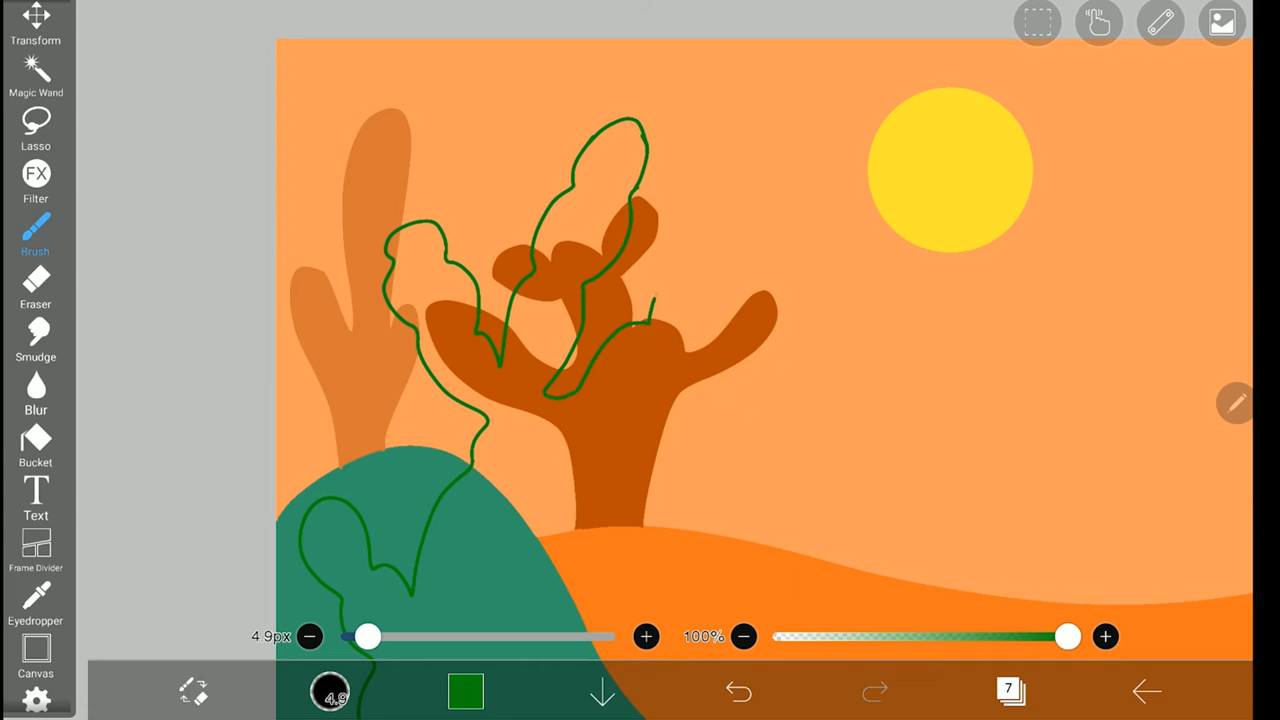 Transform
Magic Wand
Lasso
FX
Filter
Brush
Eraser
Smudge
Blur
Bucket
T
Text
Frame Divider
Eyedropper
Canvas
4.9px
100%
4.9
7